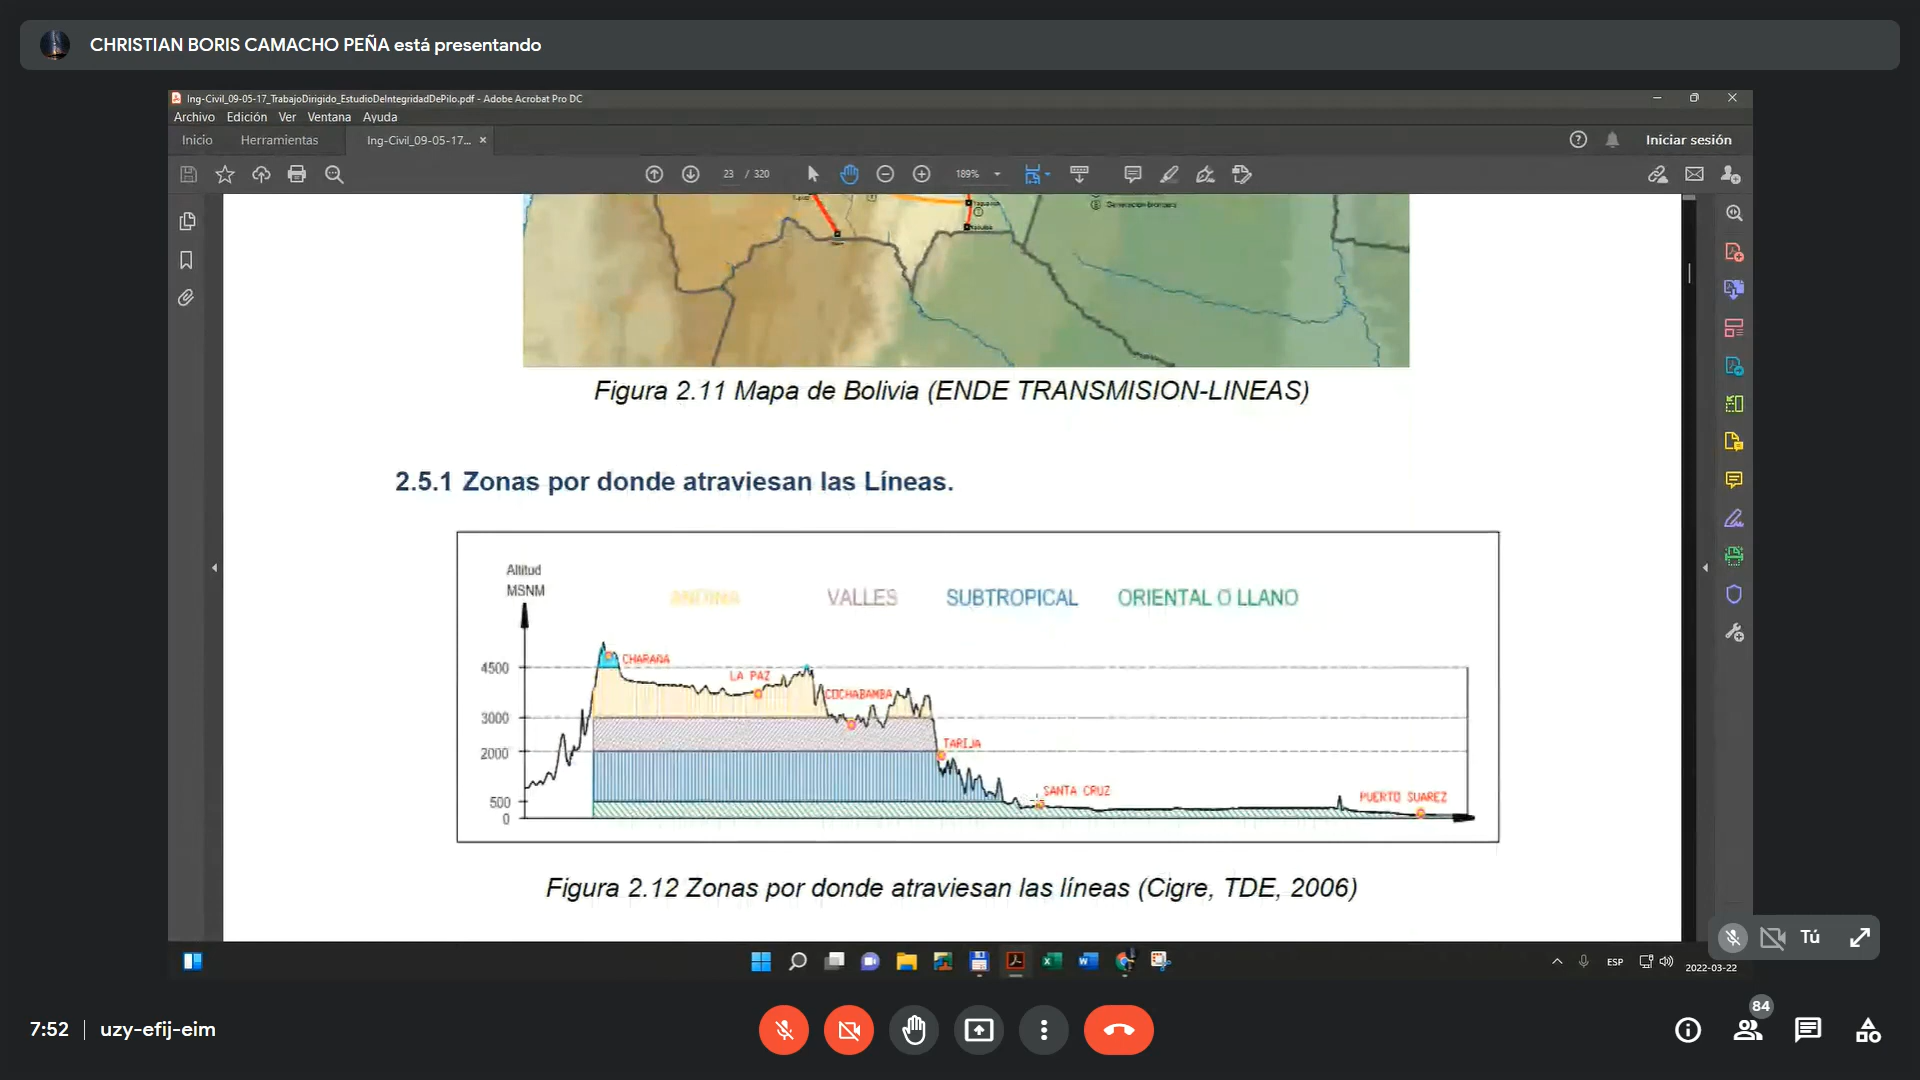 CHRISTIAN BORIS CAMACHO PEÑA está presentando
Ing-Civil_09-05-17_TrabajoDirigido_EstudioDeIntegridadDePilo.pdf - Adobe Acrobat Pro DC
Archivo Edición Ver Ventana Ayuda
Inicio Herramientas Ing-Civil_09-05-17... × Iniciar sesión
23 / 320 189%
Figura 2.11 Mapa de Bolivia (ENDE TRANSMISION-LINEAS)
2.5.1 Zonas por donde atraviesan las Líneas.
Altitud
MSNM
ANDINA VALLES SUBTROPICAL ORIENTAL O LLANO
4500
CHARAÑA
LA PAZ
COCHABAMBA
3000
TARIJA
2000
SANTA CRUZ
PUERTO SUAREZ
500
0
Figura 2.12 Zonas por donde atraviesan las líneas (Cigre, TDE, 2006)
Tú
ESP
2022-03-22
7:52 | uzy-efij-eim
84